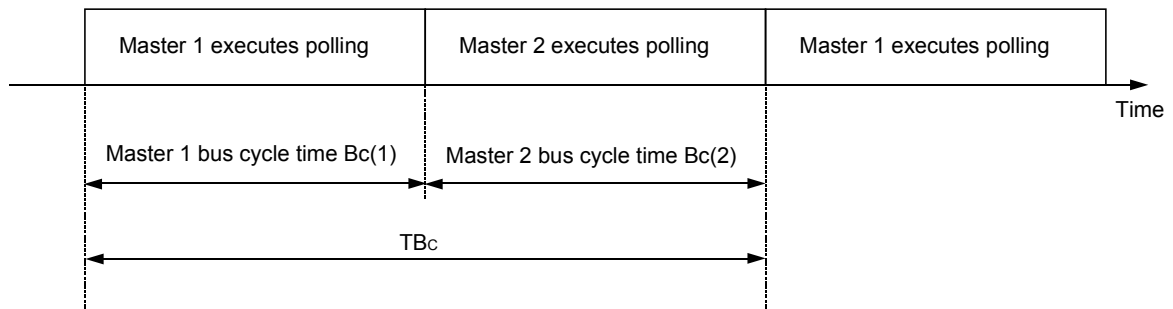 Master 1 executes polling
Master 2 executes polling
Master 1 executes polling
Time
Master 1 bus cycle time Bc(1)
Master 2 bus cycle time Bc(2)
TBc